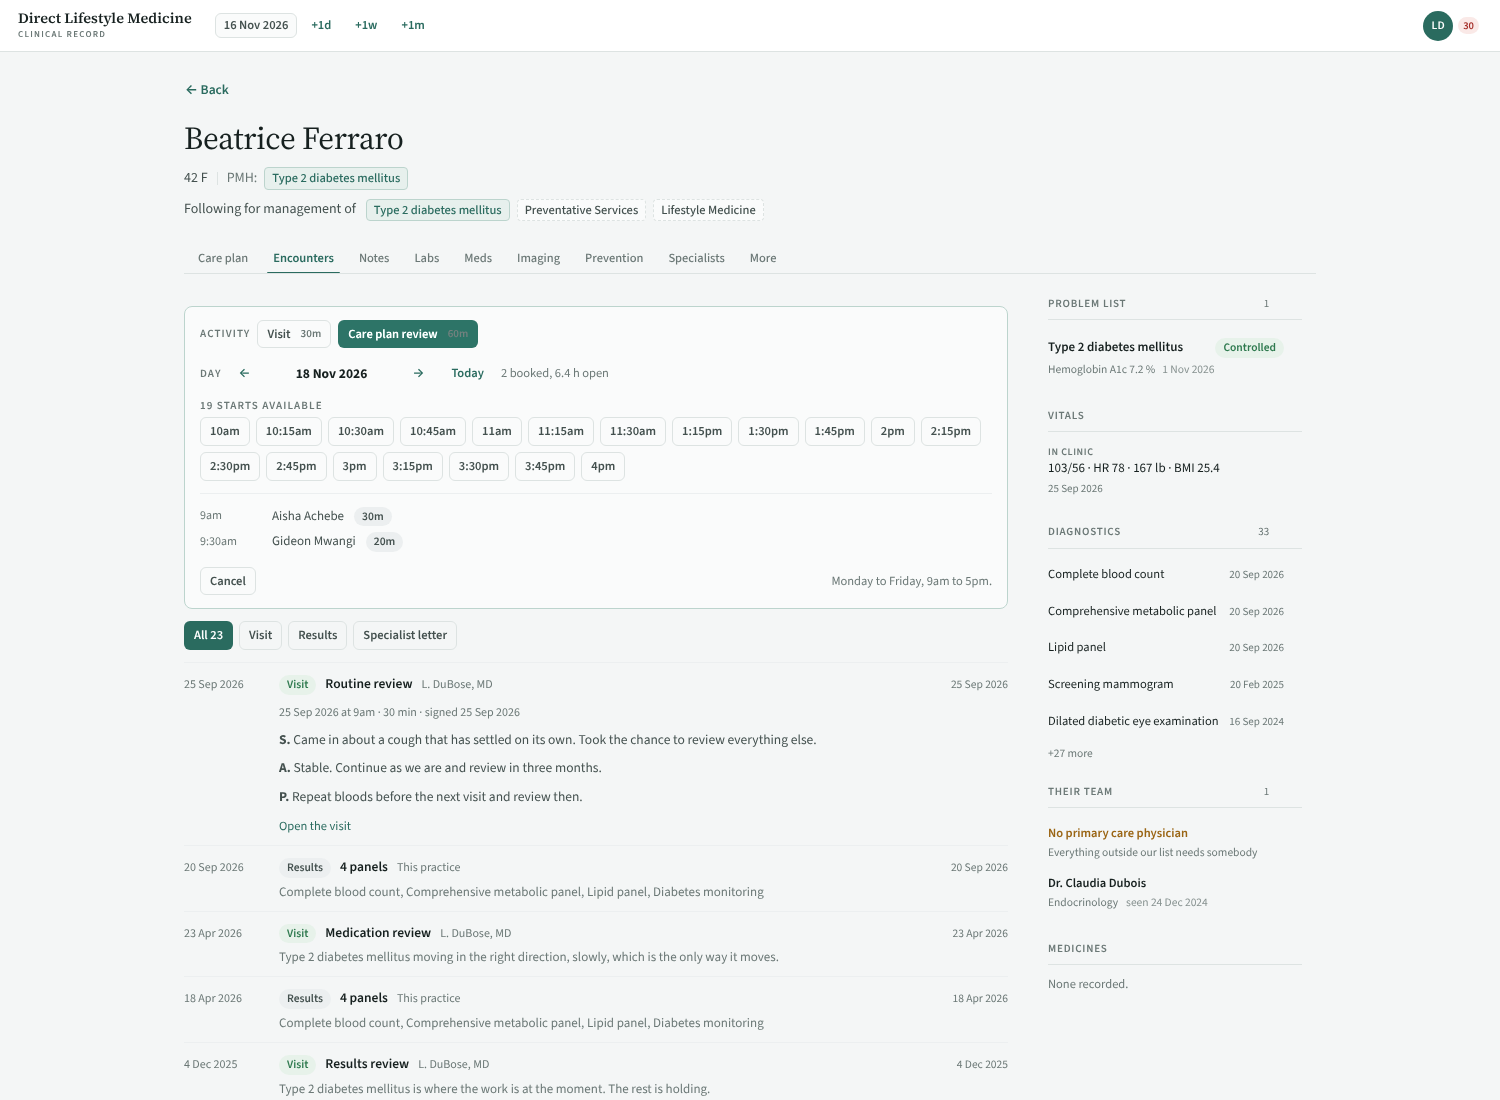 Direct Lifestyle Medicine
CLINICAL RECORD
16 Nov 2026 +1d +1w +1m
LD 30
← Back
Beatrice Ferraro
42 F PMH: Type 2 diabetes mellitus
Following for management of Type 2 diabetes mellitus Preventative Services Lifestyle Medicine
Care plan Encounters Notes Labs Meds Imaging Prevention Specialists More
ACTIVITY Visit 30m Care plan review 60m
DAY ← 18 Nov 2026 → Today 2 booked, 6.4 h open
19 STARTS AVAILABLE
10am 10:15am 10:30am 10:45am 11am 11:15am 11:30am 1:15pm 1:30pm 1:45pm 2pm 2:15pm
2:30pm 2:45pm 3pm 3:15pm 3:30pm 3:45pm 4pm
9am Aisha Achebe 30m
9:30am Gideon Mwangi 20m
Cancel Monday to Friday, 9am to 5pm.
All 23 Visit Results Specialist letter
25 Sep 2026 Visit Routine review L. DuBose, MD 25 Sep 2026
25 Sep 2026 at 9am · 30 min · signed 25 Sep 2026
S. Came in about a cough that has settled on its own. Took the chance to review everything else.
A. Stable. Continue as we are and review in three months.
P. Repeat bloods before the next visit and review then.
Open the visit
20 Sep 2026 Results 4 panels This practice 20 Sep 2026
Complete blood count, Comprehensive metabolic panel, Lipid panel, Diabetes monitoring
23 Apr 2026 Visit Medication review L. DuBose, MD 23 Apr 2026
Type 2 diabetes mellitus moving in the right direction, slowly, which is the only way it moves.
18 Apr 2026 Results 4 panels This practice 18 Apr 2026
Complete blood count, Comprehensive metabolic panel, Lipid panel, Diabetes monitoring
4 Dec 2025 Visit Results review L. DuBose, MD 4 Dec 2025
Type 2 diabetes mellitus is where the work is at the moment. The rest is holding.
PROBLEM LIST 1
Type 2 diabetes mellitus Controlled
Hemoglobin A1c 7.2 % 1 Nov 2026
VITALS
IN CLINIC
103/56 · HR 78 · 167 lb · BMI 25.4
25 Sep 2026
DIAGNOSTICS 33
Complete blood count 20 Sep 2026
Comprehensive metabolic panel 20 Sep 2026
Lipid panel 20 Sep 2026
Screening mammogram 20 Feb 2025
Dilated diabetic eye examination 16 Sep 2024
+27 more
THEIR TEAM 1
No primary care physician
Everything outside our list needs somebody
Dr. Claudia Dubois
Endocrinology seen 24 Dec 2024
MEDICINES
None recorded.